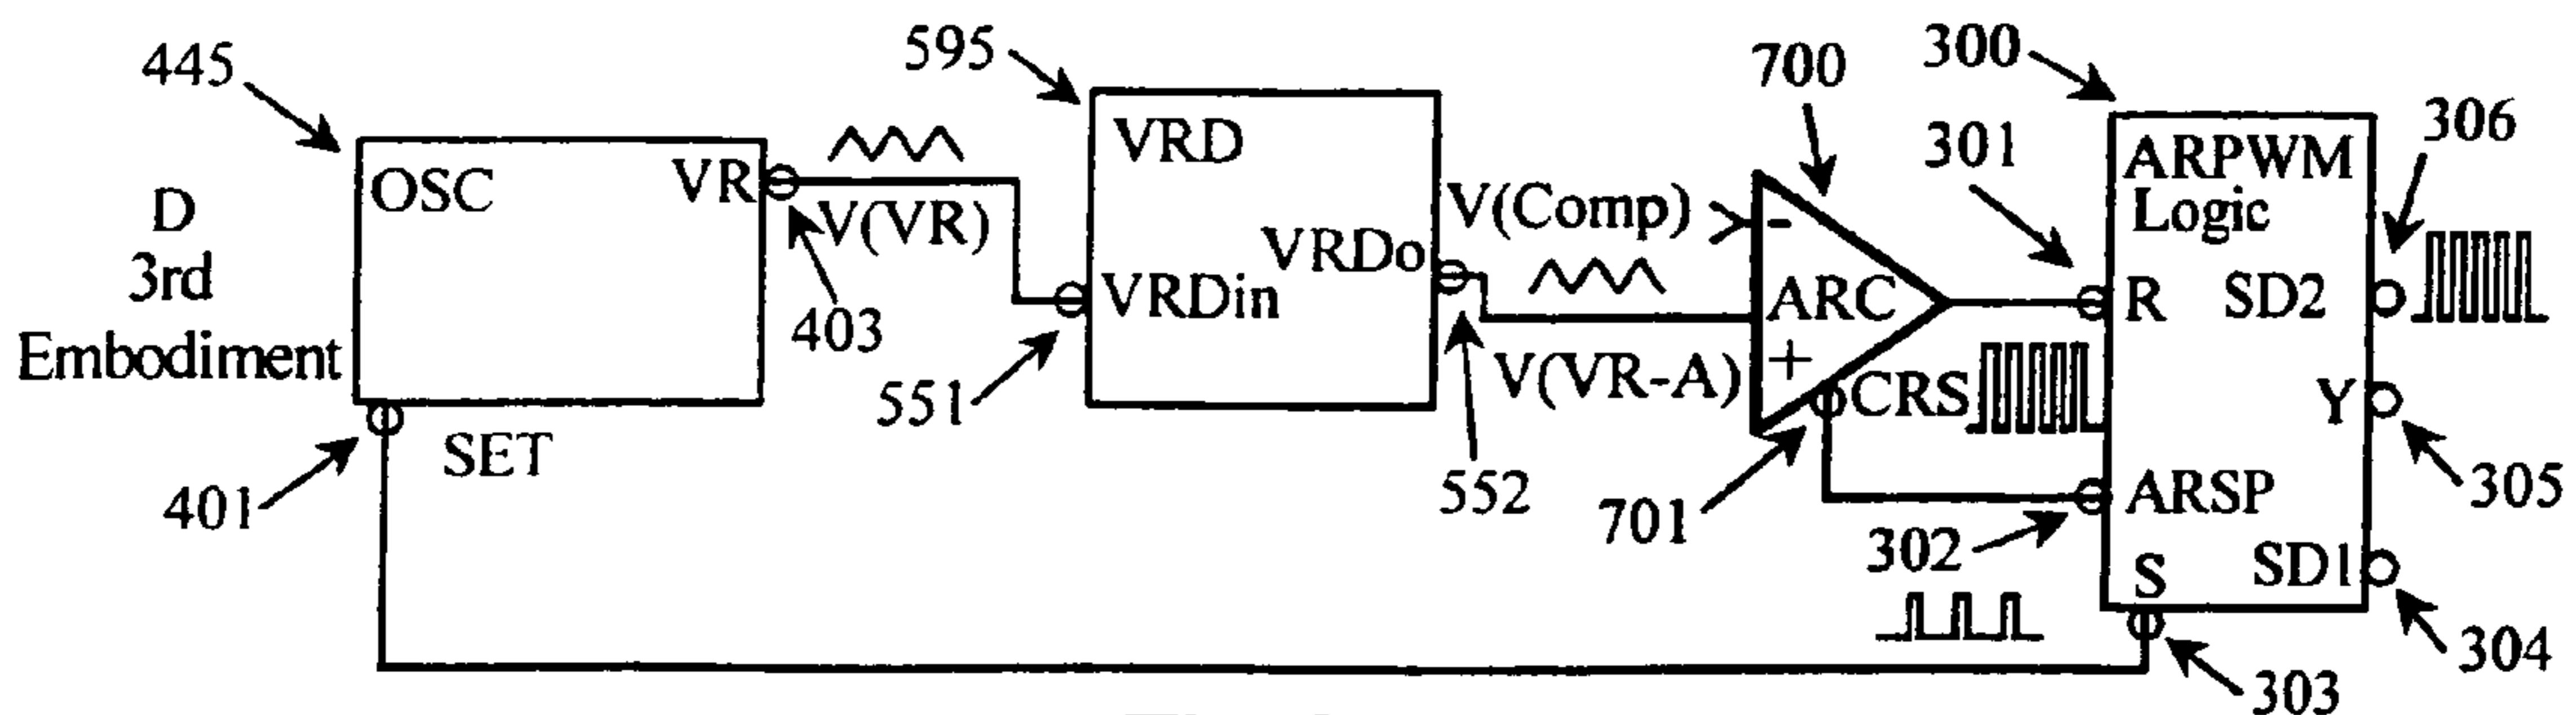 445
595
700
300
306
301
D
3rd
Embodiment
OSC
VR
V(VR)
403
401
SET
VRD
VRDin
VRDo
551
552
V(Comp)
-
ARC
+
V(VR-A)
CRS
701
302
ARPWM
Logic
R
SD2
Y
ARSP
S
SD1
305
304
303